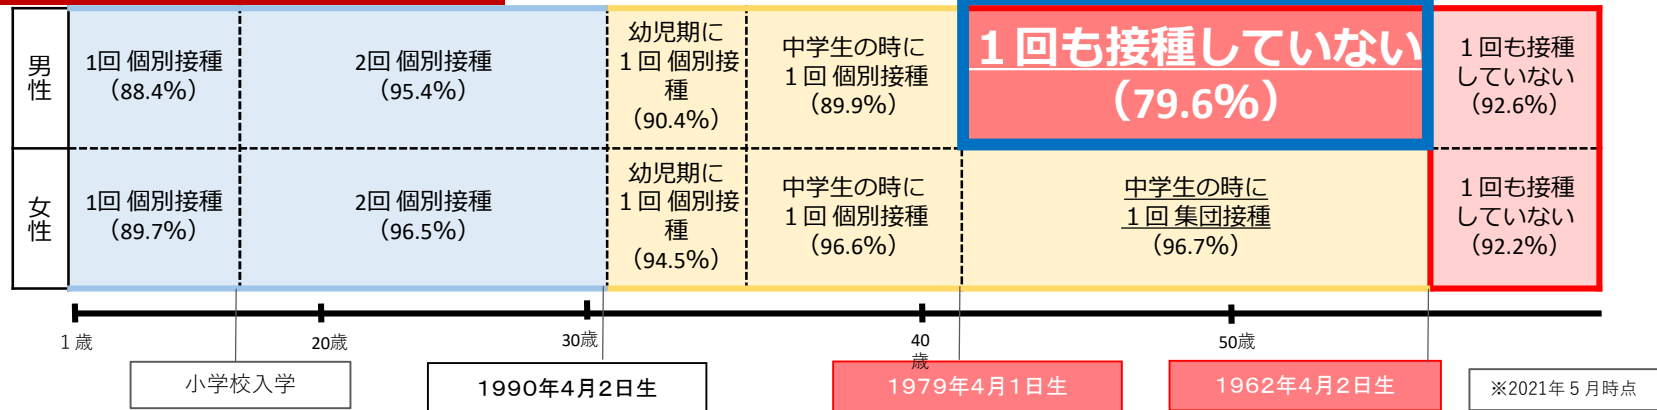 男性
1回 個別接種
（88.4%）
2回 個別接種
（95.4%）
幼児期に
１回 個別接
種
（90.4%）
中学生の時に
１回 個別接種
（89.9%）
１回も接種していない
（79.6%）
１回も接種
していない
（92.6%）
女性
1回 個別接種
（89.7%）
2回 個別接種
（96.5%）
幼児期に
１回 個別接
種
（94.5%）
中学生の時に
１回 個別接種
（96.6%）
中学生の時に
１回 集団接種
（96.7%）
１回も接種
していない
（92.2%）
１歳
20歳
30歳
40
歳
50歳
小学校入学
1990年4月2日生
1979年4月1日生
1962年4月2日生
※2021年５月時点